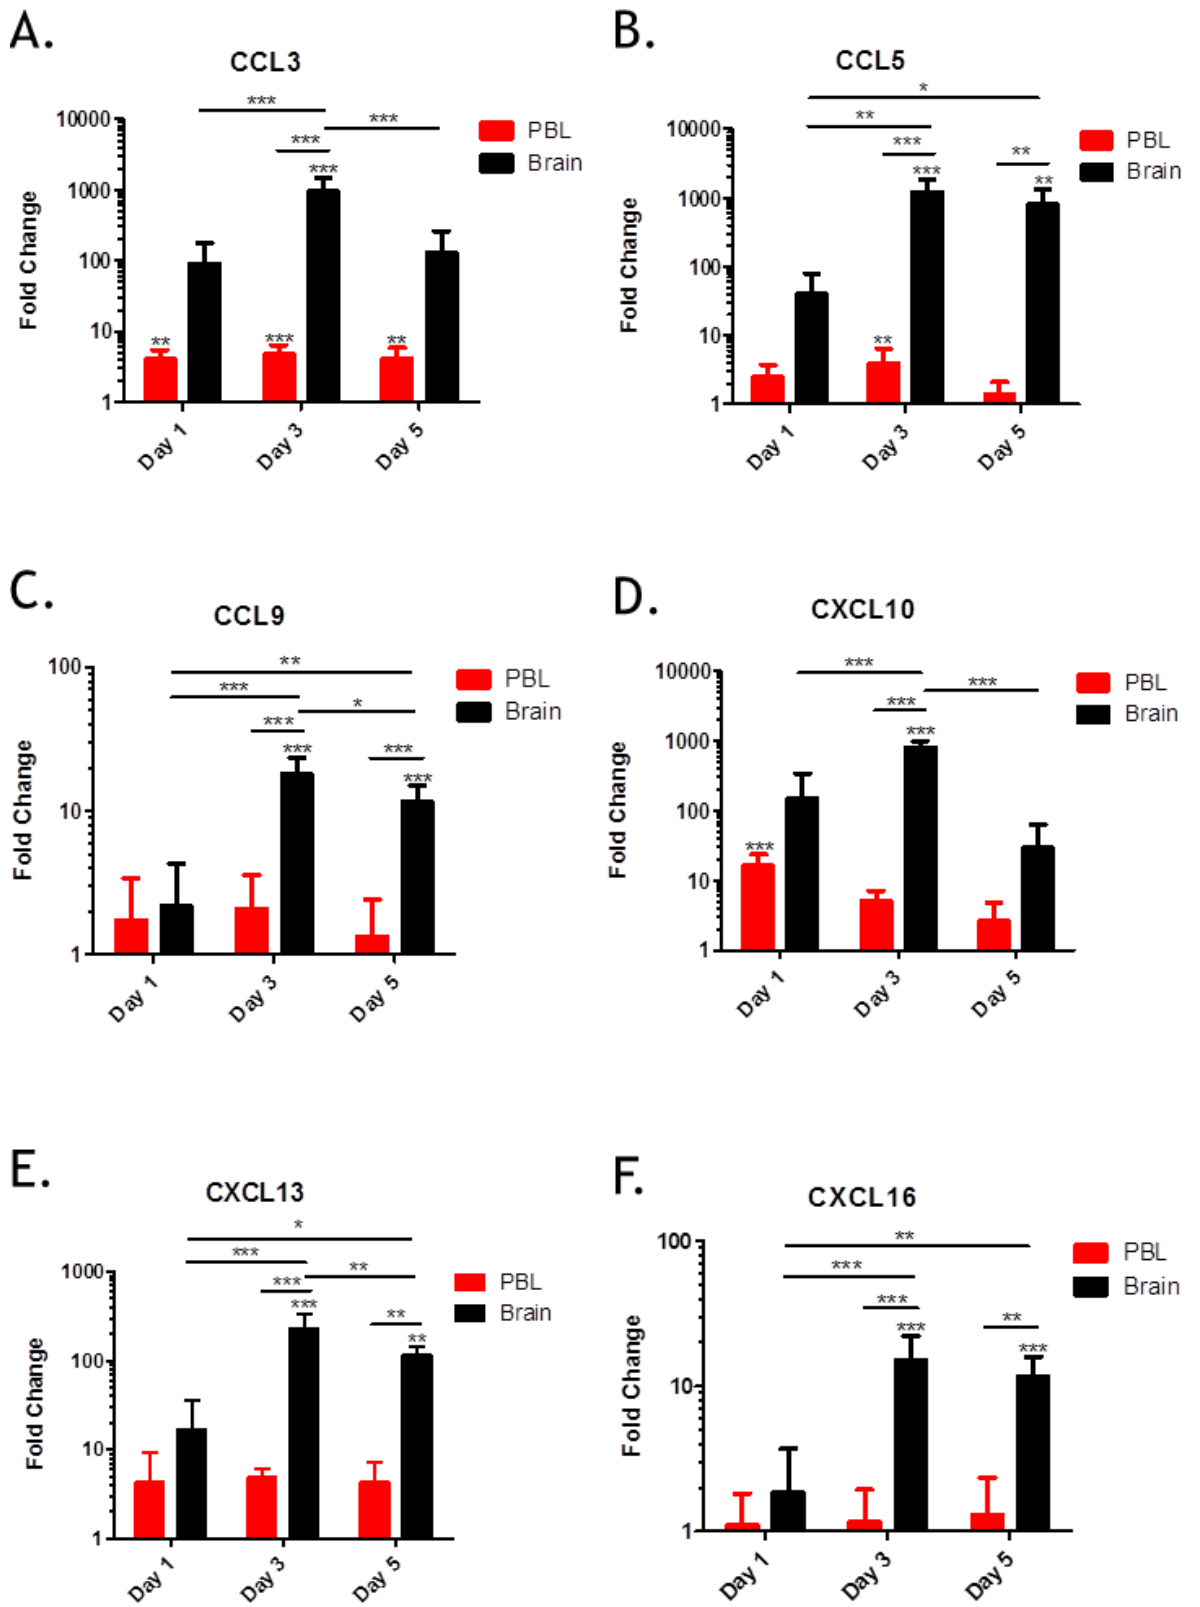 A.
CCL3
***
***
***
***
**
***
**
10000
1000
100
10
1
Fold Change
Day 1
Day 3
Day 5
PBL
Brain
B.
CCL5
*
**
***
**
***
**
**
10000
1000
100
10
1
Fold Change
Day 1
Day 3
Day 5
PBL
Brain
C.
CCL9
**
***
*
***
***
***
***
100
10
1
Fold Change
Day 1
Day 3
Day 5
PBL
Brain
D.
CXCL10
***
***
***
***
***
10000
1000
100
10
1
Fold Change
Day 1
Day 3
Day 5
PBL
Brain
E.
CXCL13
*
***
**
***
***
**
**
1000
100
10
1
Fold Change
Day 1
Day 3
Day 5
PBL
Brain
F.
CXCL16
**
***
***
**
***
***
100
10
1
Fold Change
Day 1
Day 3
Day 5
PBL
Brain